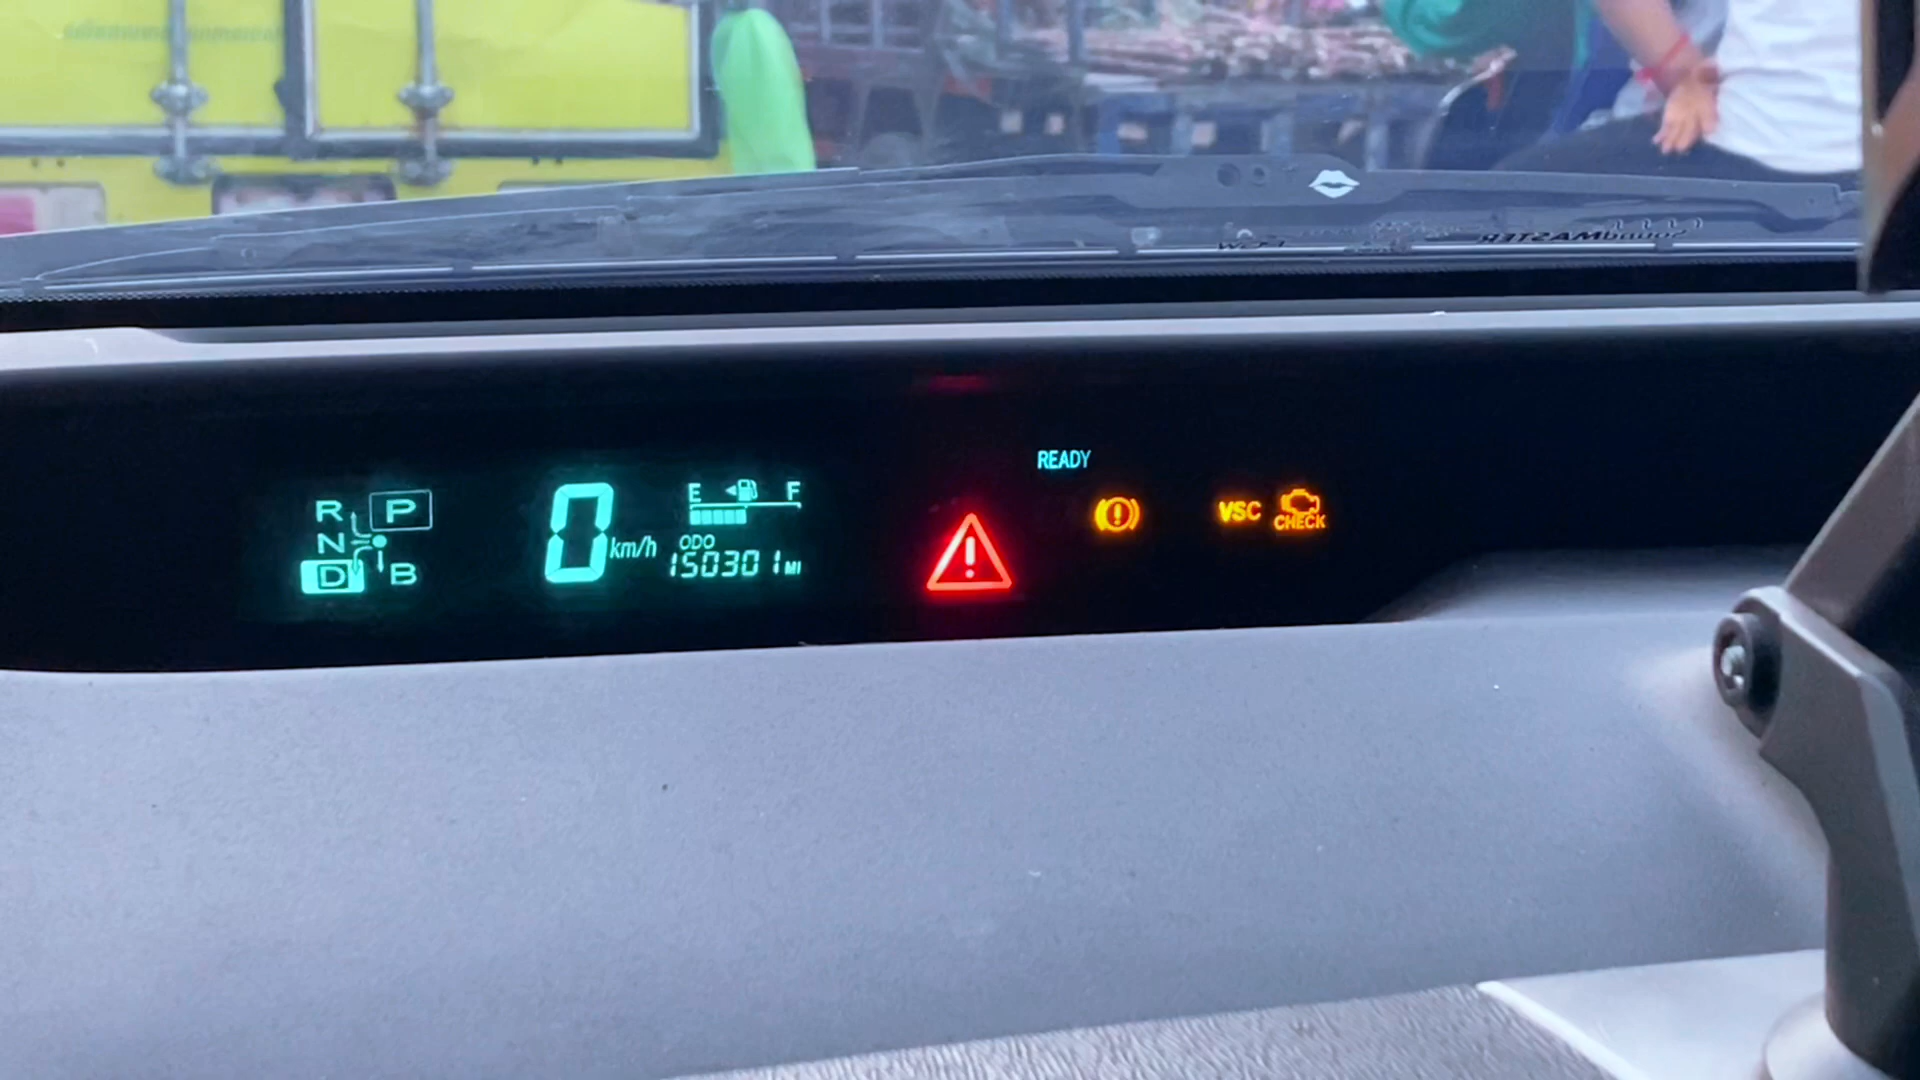 READY
E F
R P
N
D B
0 km/h
ODO
150301 MI
VSC CHECK